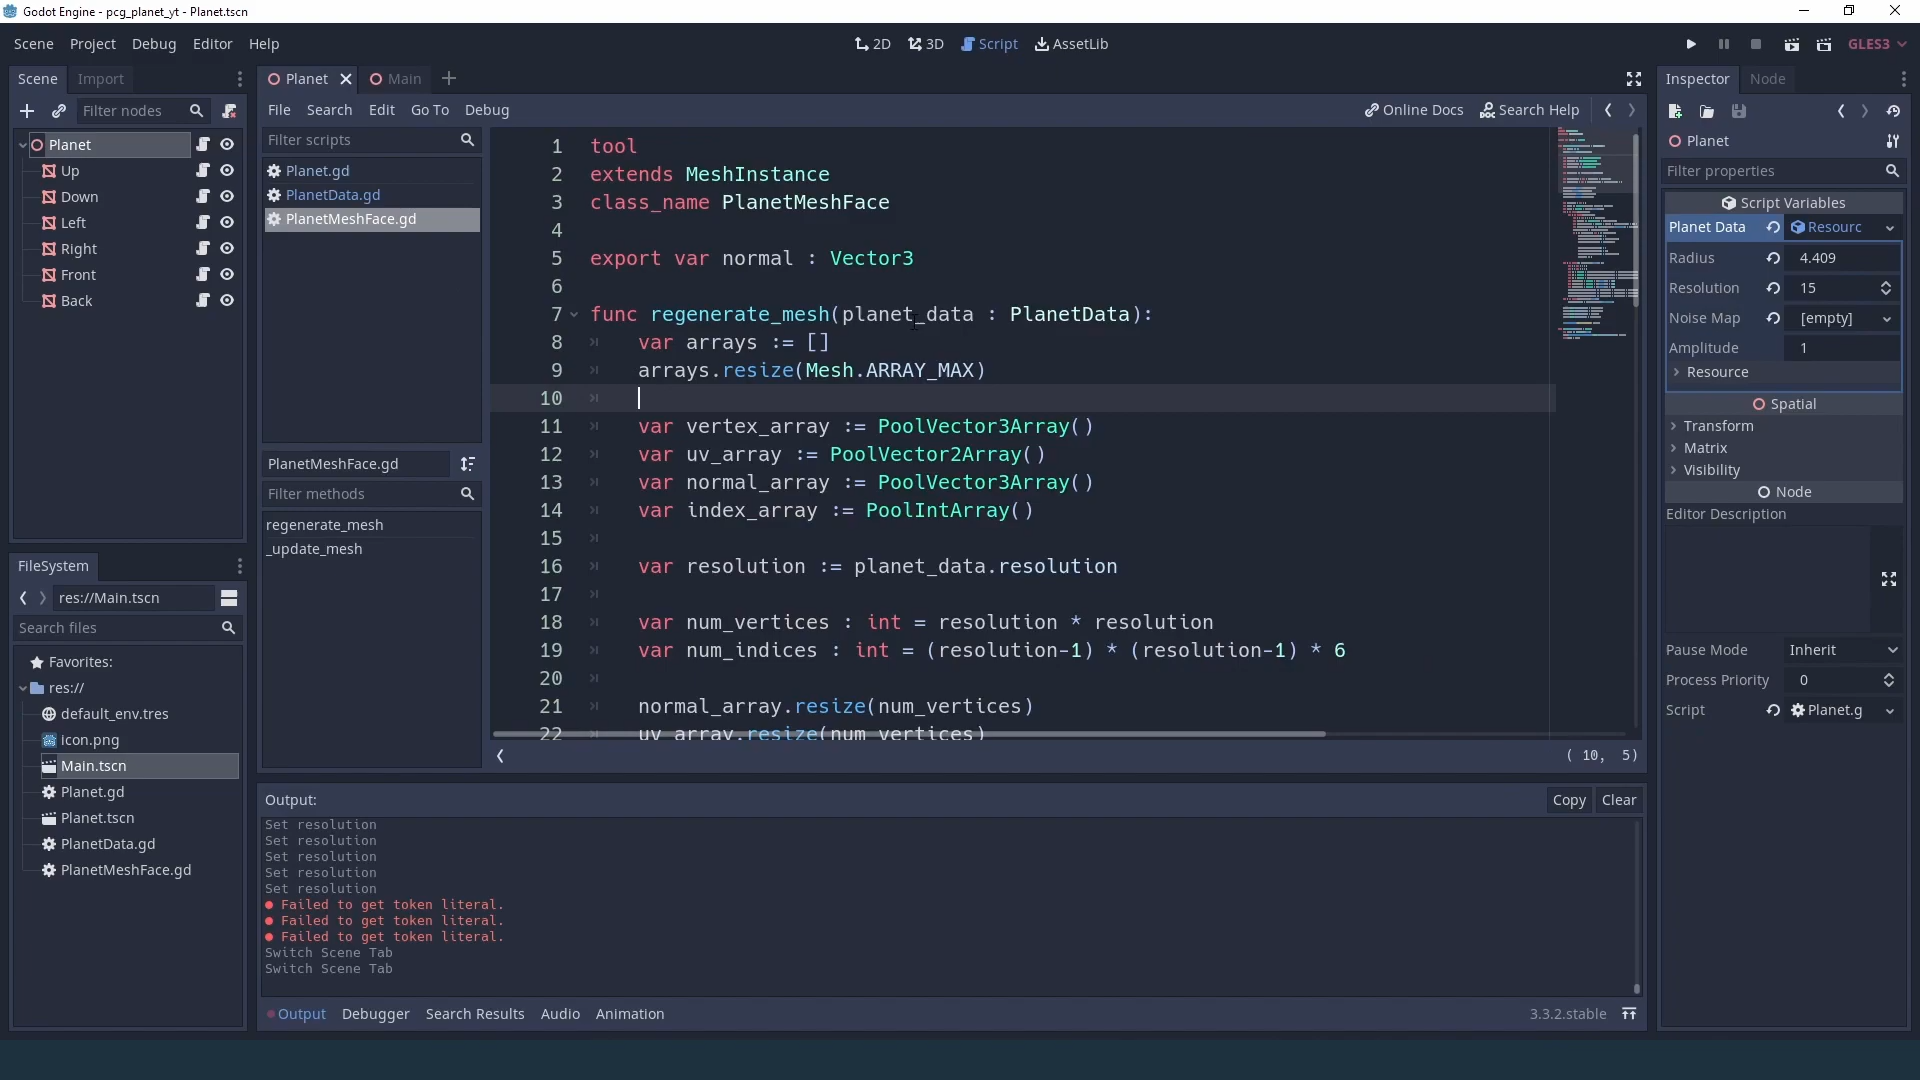 Godot Engine - pcg_planet_yt - Planet.tscn
Scene Project Debug Editor Help
2D 3D Script AssetLib
GLES3
Scene Import
Filter nodes
Planet
Up
Down
Left
Right
Front
Back
FileSystem
res://Main.tscn
Search files
Favorites:
res://
default_env.tres
icon.png
Main.tscn
Planet.gd
Planet.tscn
PlanetData.gd
PlanetMeshFace.gd
Planet Main
File Search Edit Go To Debug
Online Docs Search Help
Filter scripts
Planet.gd
PlanetData.gd
PlanetMeshFace.gd
PlanetMeshFace.gd
Filter methods
regenerate_mesh
_update_mesh
1 tool
2 extends MeshInstance
3 class_name PlanetMeshFace
4
5 export var normal : Vector3
6
7 func regenerate_mesh(planet_data : PlanetData):
8 var arrays := []
9 arrays.resize(Mesh.ARRAY_MAX)
10
11 var vertex_array := PoolVector3Array()
12 var uv_array := PoolVector2Array()
13 var normal_array := PoolVector3Array()
14 var index_array := PoolIntArray()
15
16 var resolution := planet_data.resolution
17
18 var num_vertices : int = resolution * resolution
19 var num_indices : int = (resolution-1) * (resolution-1) * 6
20
21 normal_array.resize(num_vertices)
22 uv_array.resize(num_vertices)
( 10, 5)
Output:
Copy Clear
Set resolution
Set resolution
Set resolution
Set resolution
Set resolution
Failed to get token literal.
Failed to get token literal.
Failed to get token literal.
Switch Scene Tab
Switch Scene Tab
Output Debugger Search Results Audio Animation
3.3.2.stable
Inspector Node
Planet
Filter properties
Script Variables
Planet Data Resourc
Radius 4.409
Resolution 15
Noise Map [empty]
Amplitude 1
Resource
Spatial
Transform
Matrix
Visibility
Node
Editor Description
Pause Mode Inherit
Process Priority 0
Script Planet.g